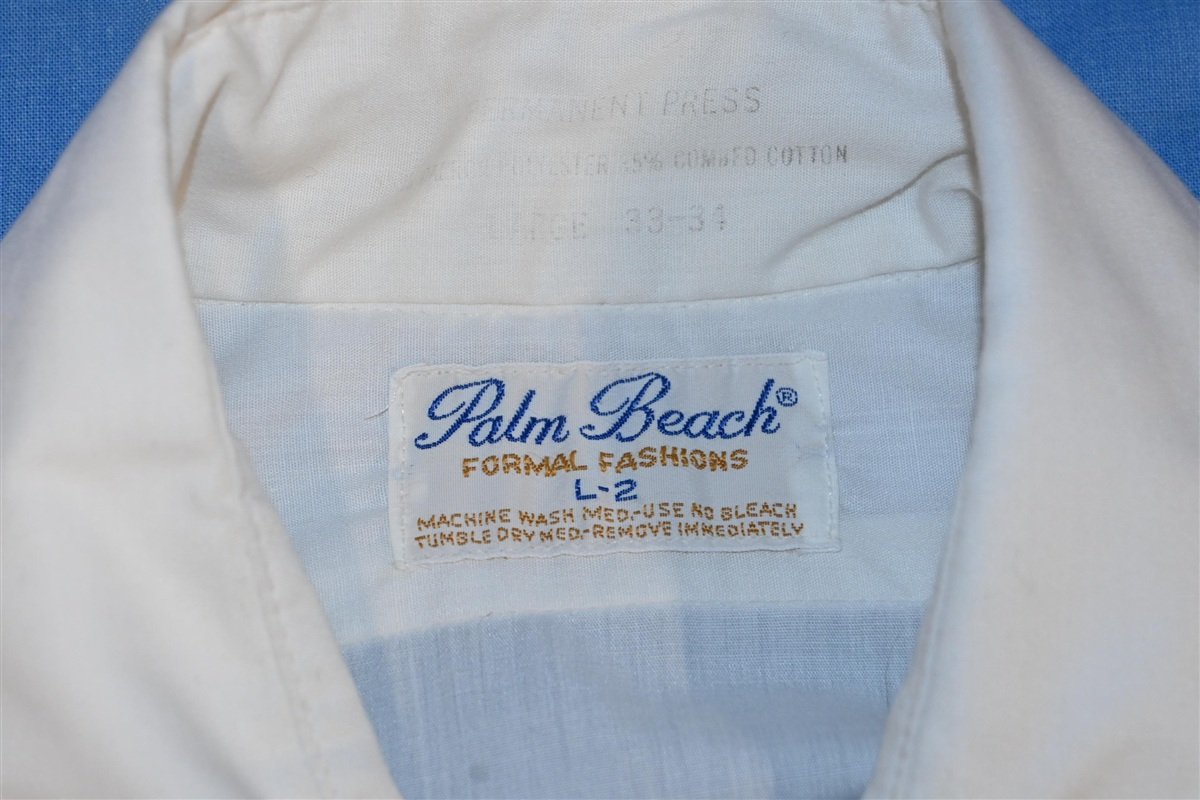 PERMANENT PRESS
POLYESTER 35% COMBED COTTON
LARGE 33-34
Palm Beach®
FORMAL FASHIONS
L-2
MACHINE WASH MED.-USE NO BLEACH
TUMBLE DRY MED.-REMOVE IMMEDIATELY